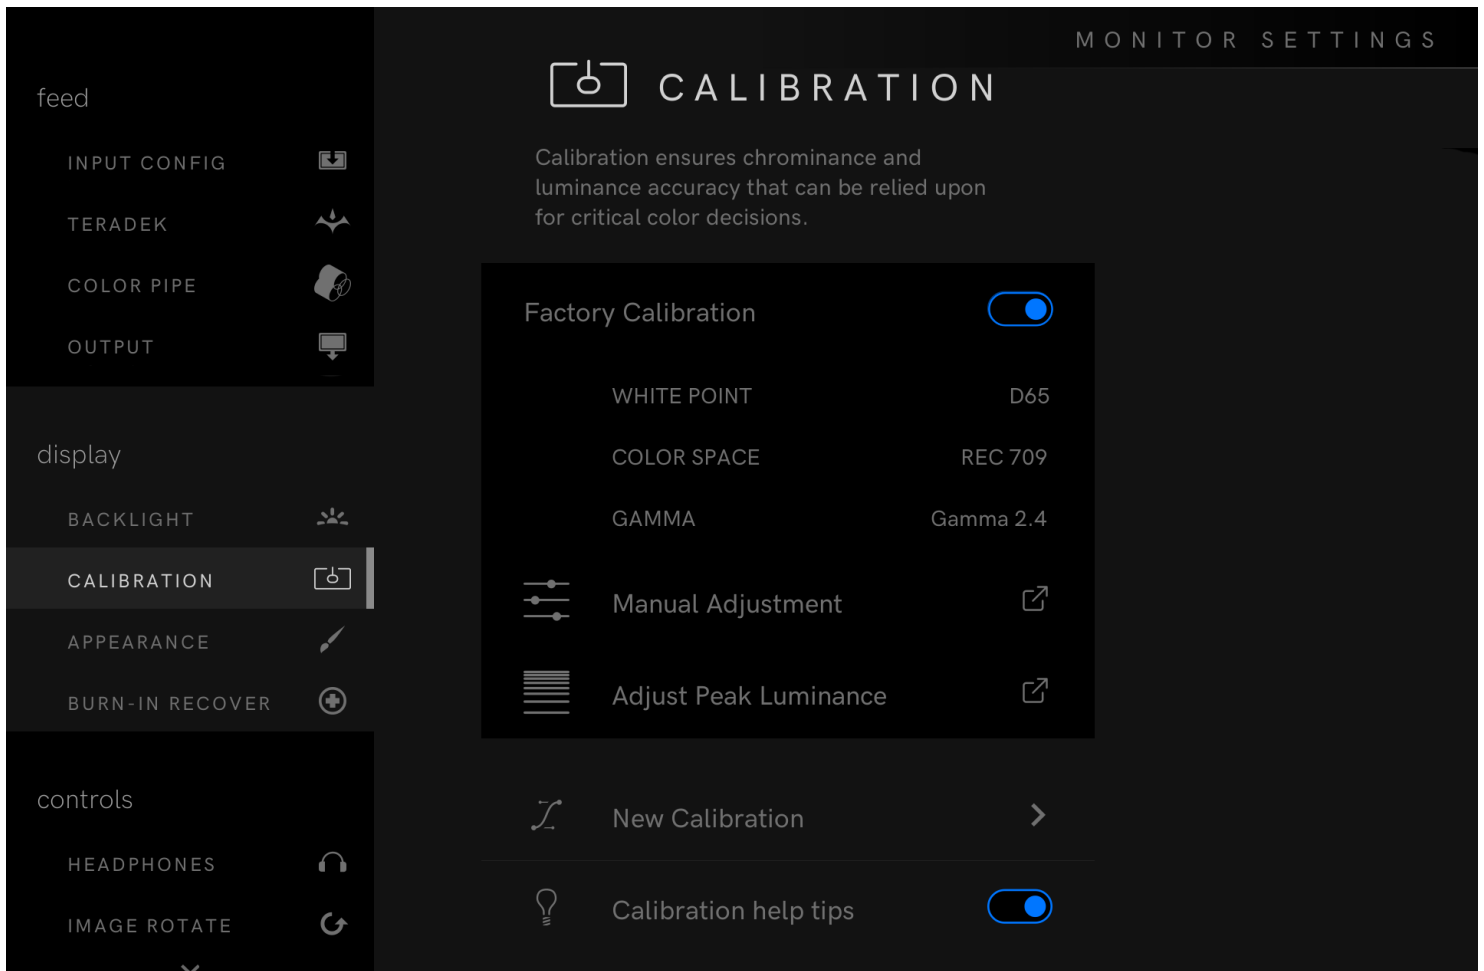 MONITOR SETTINGS
feed
INPUT CONFIG
TERADEK
COLOR PIPE
OUTPUT
display
BACKLIGHT
CALIBRATION
APPEARANCE
BURN-IN RECOVER
controls
HEADPHONES
IMAGE ROTATE
CALIBRATION
Calibration ensures chrominance and
luminance accuracy that can be relied upon
for critical color decisions.
Factory Calibration
WHITE POINT D65
COLOR SPACE REC 709
GAMMA Gamma 2.4
Manual Adjustment
Adjust Peak Luminance
New Calibration
Calibration help tips